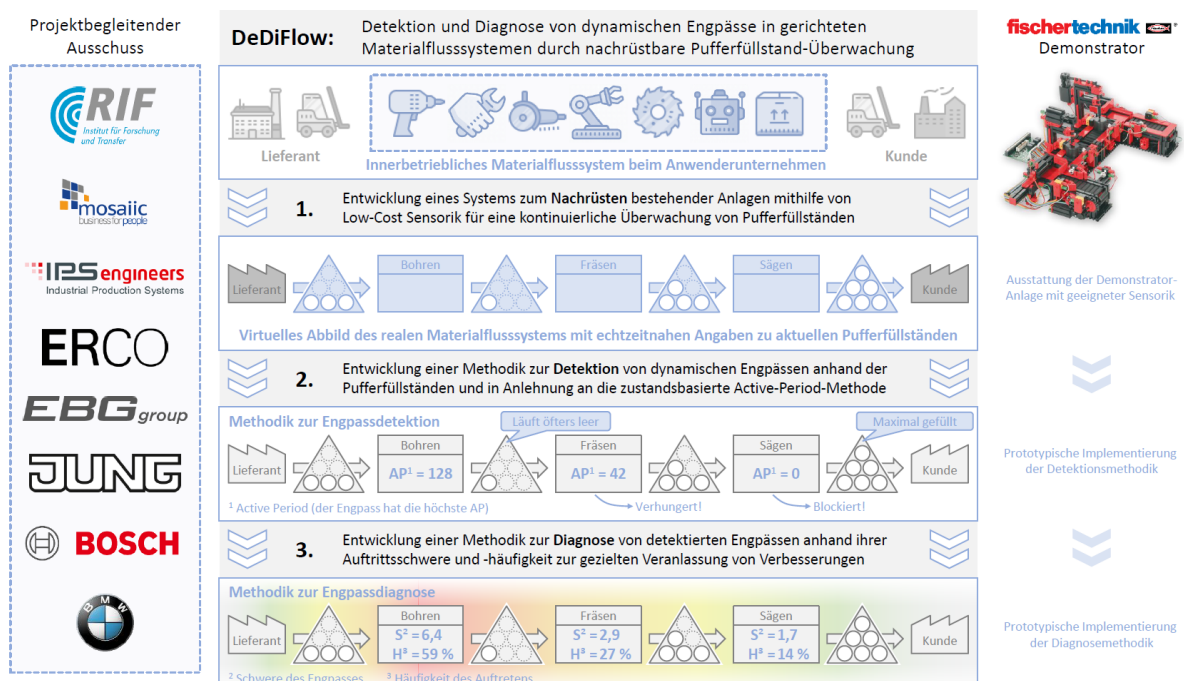 Projektbegleitender
Ausschuss
RIF
Institut für Forschung
und Transfer
mosaiic
business for people
IPS engineers
Industrial Production Systems
ERCO
EBG group
JUNG
BOSCH
BMW
DeDiFlow:
Detektion und Diagnose von dynamischen Engpässe in gerichteten
Materialflusssystemen durch nachrüstbare Pufferfüllstand-Überwachung
Lieferant
Innerbetriebliches Materialflusssystem beim Anwenderunternehmen
Kunde
1.
Entwicklung eines Systems zum Nachrüsten bestehender Anlagen mithilfe von
Low-Cost Sensorik für eine kontinuierliche Überwachung von Pufferfüllständen
Lieferant
Bohren
Fräsen
Sägen
Kunde
Virtuelles Abbild des realen Materialflusssystems mit echtzeitnahen Angaben zu aktuellen Pufferfüllständen
2.
Entwicklung einer Methodik zur Detektion von dynamischen Engpässen anhand der
Pufferfüllständen und in Anlehnung an die zustandsbasierte Active-Period-Methode
Methodik zur Engpassdetektion
Läuft öfters leer
Maximal gefüllt
Lieferant
Bohren
AP¹ = 128
Fräsen
AP¹ = 42
Sägen
AP¹ = 0
Kunde
¹ Active Period (der Engpass hat die höchste AP)
Verhungert!
Blockiert!
3.
Entwicklung einer Methodik zur Diagnose von detektierten Engpässen anhand ihrer
Auftrittsschwere und -häufigkeit zur gezielten Veranlassung von Verbesserungen
Methodik zur Engpassdiagnose
Lieferant
Bohren
S² = 6,4
H³ = 59 %
Fräsen
S² = 2,9
H³ = 27 %
Sägen
S² = 1,7
H³ = 14 %
Kunde
² Schwere des Engpasses
³ Häufigkeit des Auftretens
fischertechnik
Demonstrator
Ausstattung der Demonstrator-
Anlage mit geeigneter Sensorik
Prototypische Implementierung
der Detektionsmethodik
Prototypische Implementierung
der Diagnosemethodik